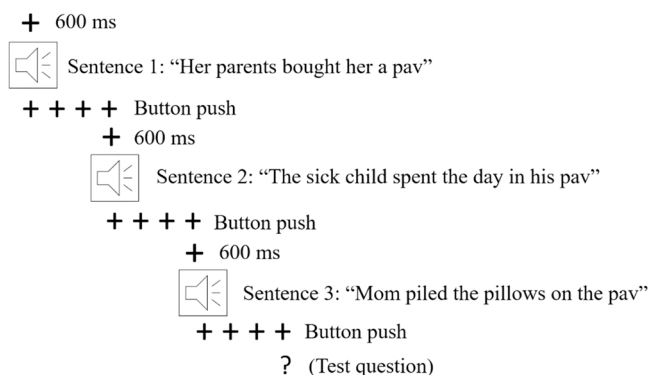 + 600 ms
Sentence 1: “Her parents bought her a pav”
+ + + + Button push
+ 600 ms
Sentence 2: “The sick child spent the day in his pav”
+ + + + Button push
+ 600 ms
Sentence 3: “Mom piled the pillows on the pav”
+ + + + Button push
? (Test question)